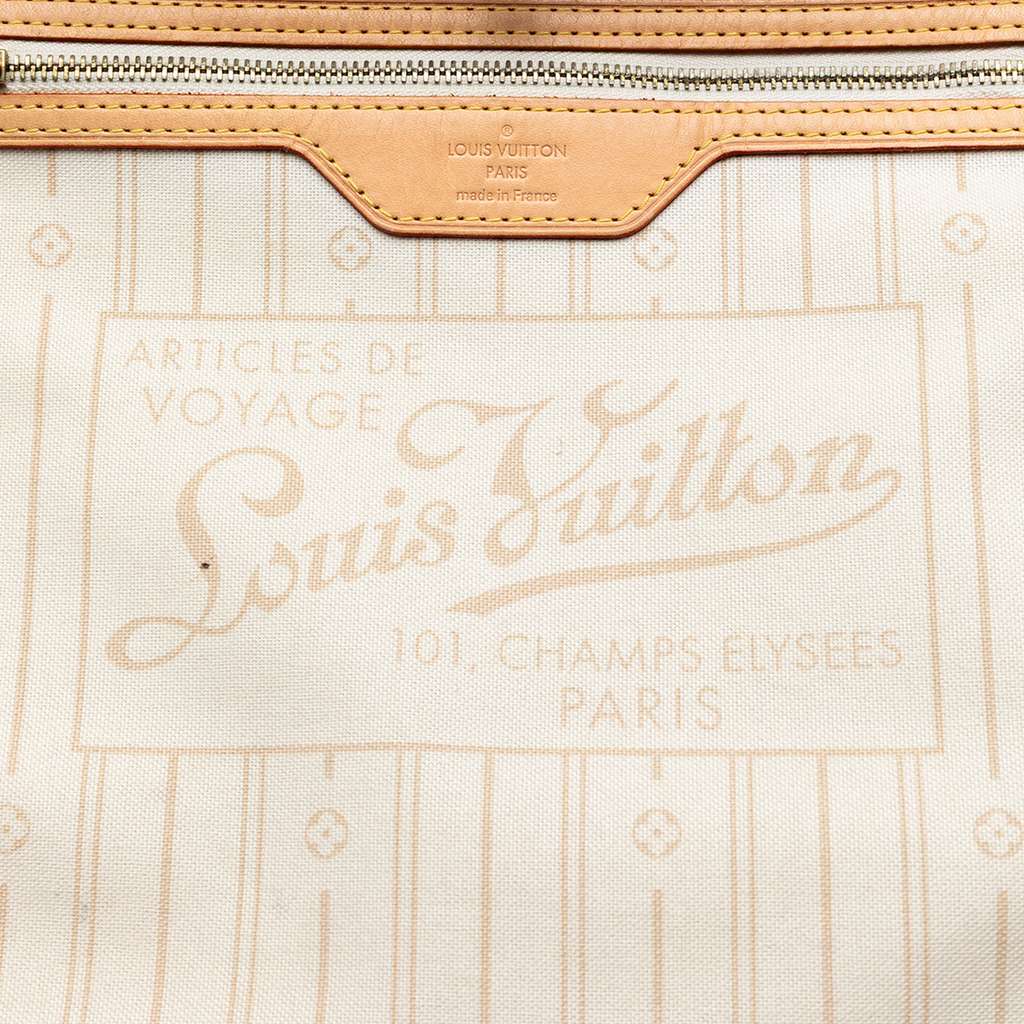 ®
LOUIS VUITTON
PARIS
made in France
ARTICLES DE
VOYAGE
Louis Vuitton
101, CHAMPS ELYSEES
PARIS